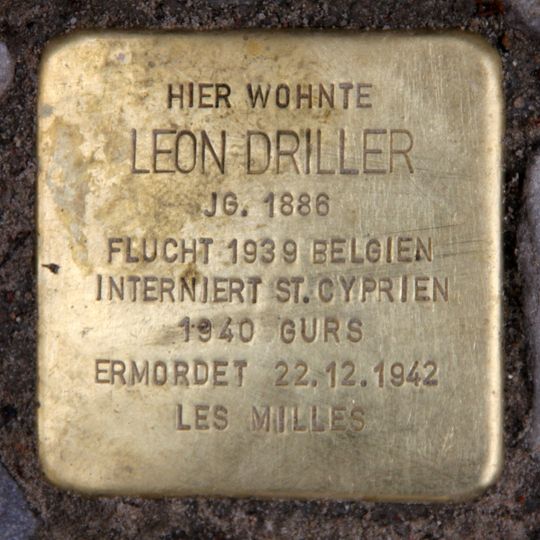 HIER WOHNTE
LEON DRILLER
JG. 1886
FLUCHT 1939 BELGIEN
INTERNIERT ST. CYPRIEN
1940 GURS
ERMORDET 22.12.1942
LES MILLES